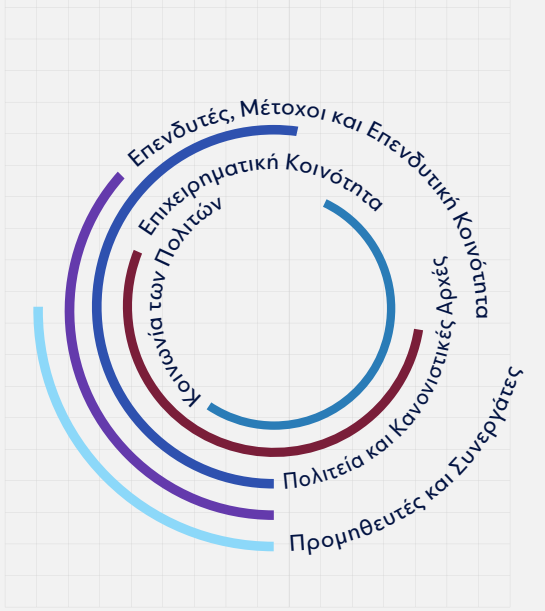 Επενδυτές, Μέτοχοι και Επενδυτική Κοινότητα
Επιχειρηματική Κοινότητα
Κοινωνία των Πολιτών
Πολιτεία και Κανονιστικές Αρχές
Προμηθευτές και Συνεργάτες